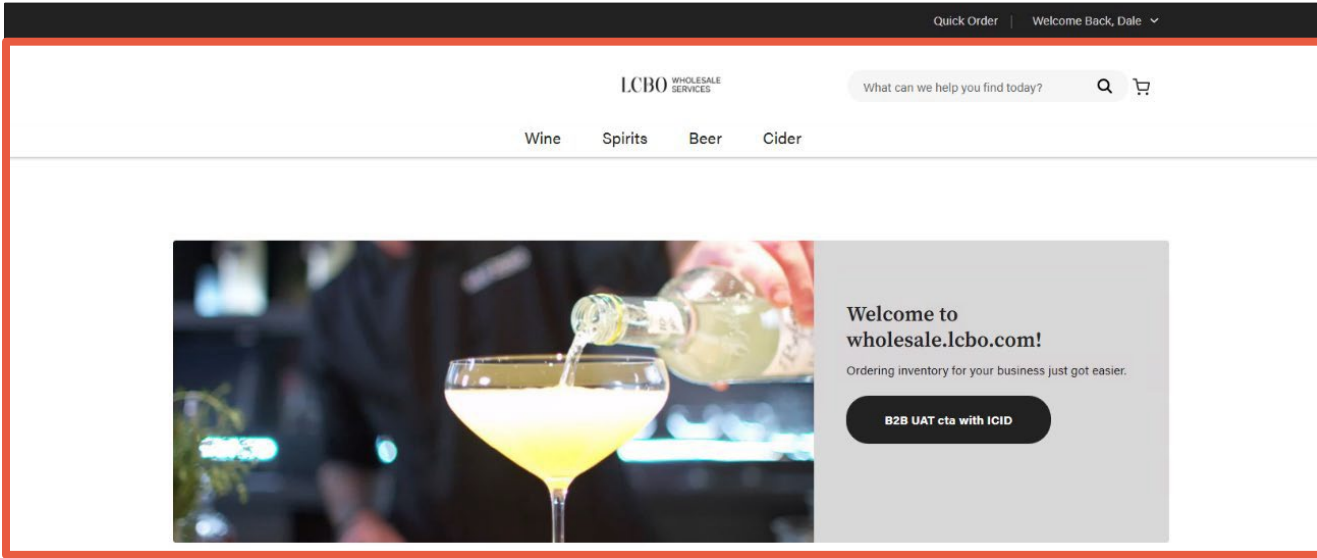 Quick Order | Welcome Back, Dale
LCBO WHOLESALE
SERVICES
What can we help you find today?
Wine Spirits Beer Cider
Welcome to
wholesale.lcbo.com!
Ordering inventory for your business just got easier.
B2B UAT cta with ICID